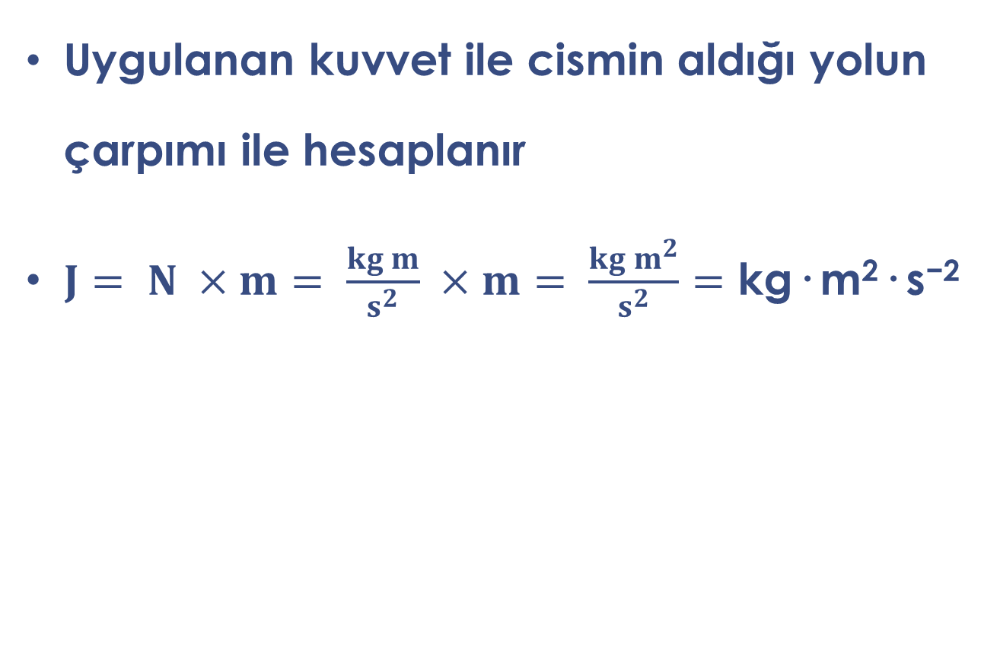 • Uygulanan kuvvet ile cismin aldığı yolun
çarpımı ile hesaplanır
• J = N × m = kg m/s² × m = kg m²/s² = kg · m² · s⁻²